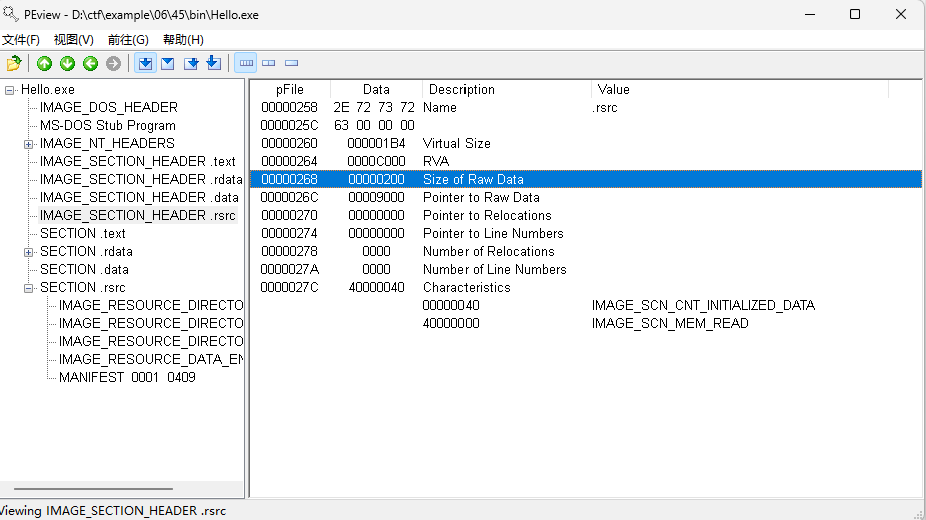 PEview - D:\ctf\example\06\45\bin\Hello.exe
文件(F) 视图(V) 前往(G) 帮助(H)
Hello.exe
IMAGE_DOS_HEADER
MS-DOS Stub Program
IMAGE_NT_HEADERS
IMAGE_SECTION_HEADER .text
IMAGE_SECTION_HEADER .rdata
IMAGE_SECTION_HEADER .data
IMAGE_SECTION_HEADER .rsrc
SECTION .text
SECTION .rdata
SECTION .data
SECTION .rsrc
IMAGE_RESOURCE_DIRECTO
IMAGE_RESOURCE_DIRECTO
IMAGE_RESOURCE_DIRECTO
IMAGE_RESOURCE_DATA_EN
MANIFEST 0001 0409
pFile Data Description Value
00000258 2E 72 73 72 Name .rsrc
0000025C 63 00 00 00
00000260 000001B4 Virtual Size
00000264 0000C000 RVA
00000268 00000200 Size of Raw Data
0000026C 00009000 Pointer to Raw Data
00000270 00000000 Pointer to Relocations
00000274 00000000 Pointer to Line Numbers
00000278 0000 Number of Relocations
0000027A 0000 Number of Line Numbers
0000027C 40000040 Characteristics
00000040 IMAGE_SCN_CNT_INITIALIZED_DATA
40000000 IMAGE_SCN_MEM_READ
Viewing IMAGE_SECTION_HEADER .rsrc